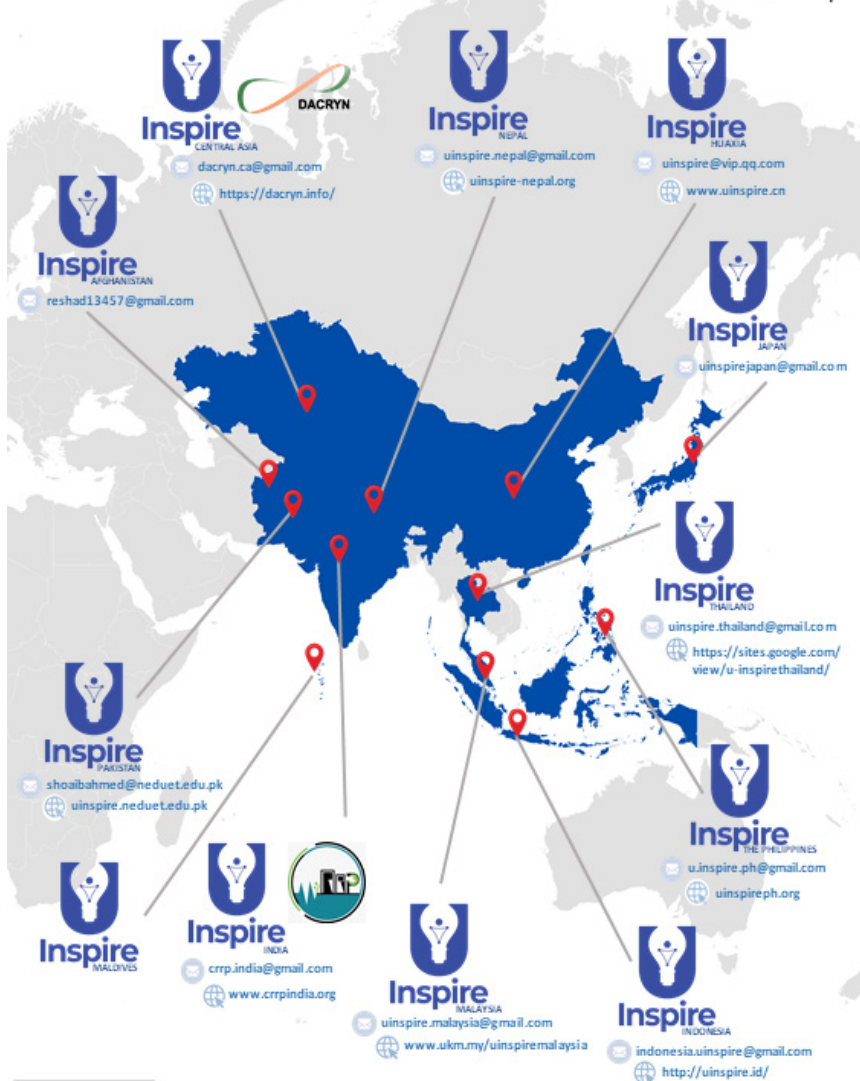 DACRYN
Inspire
CENTRAL ASIA
dacryn.ca@gmail.com
https://dacryn.info/
Inspire
NEPAL
uinspire.nepal@gmail.com
uinspire-nepal.org
Inspire
HUAXIA
uinspire@vip.qq.com
www.uinspire.cn
Inspire
AFGHANISTAN
reshad13457@gmail.com
Inspire
JAPAN
uinspirejapan@gmail.com
Inspire
THAILAND
uinspire.thailand@gmail.com
https://sites.google.com/
view/u-inspirethailand/
Inspire
PAKISTAN
shoaibahmed@neduet.edu.pk
uinspire.neduet.edu.pk
Inspire
THE PHILIPPINES
u.inspire.ph@gmail.com
uinspireph.org
Inspire
MALDIVES
Inspire
INDIA
crrp.india@gmail.com
www.crrpindia.org
Inspire
MALAYSIA
uinspire.malaysia@gmail.com
www.ukm.my/uinspiremalaysia
Inspire
INDONESIA
indonesia.uinspire@gmail.com
http://uinspire.id/